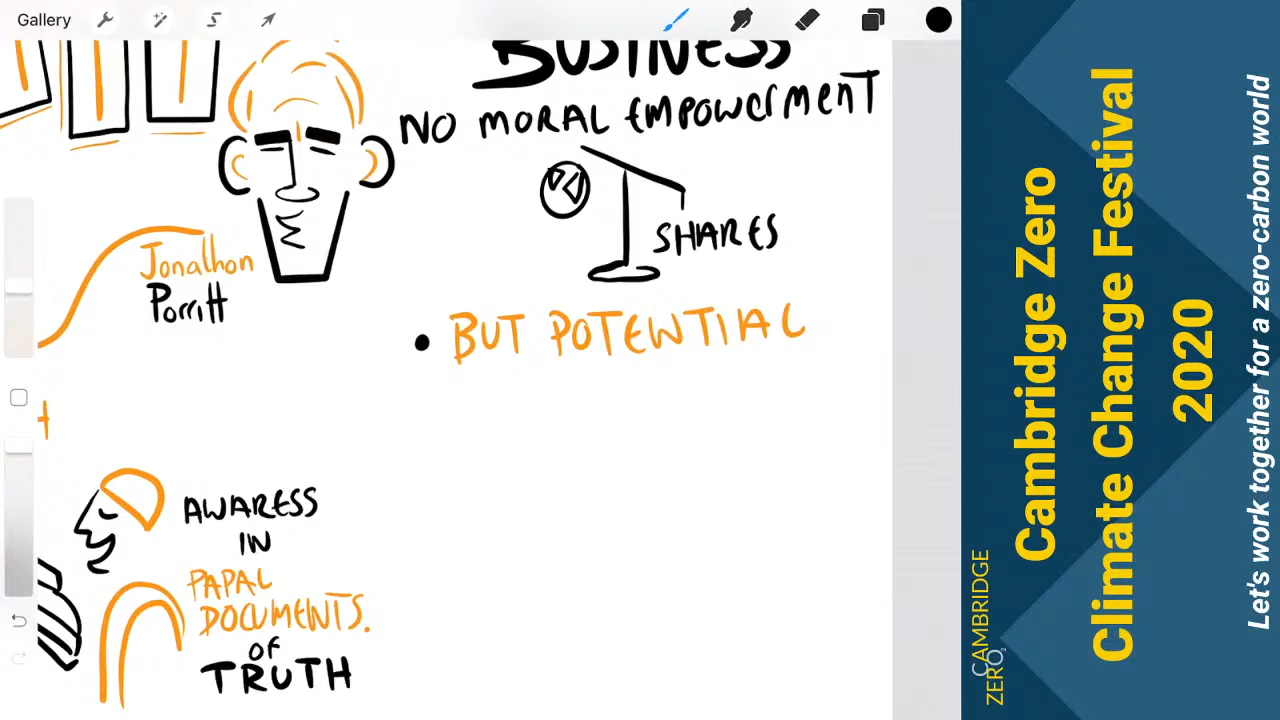 Gallery
BUSINESS
NO MORAL EMPOWERMENT
SHARES
Jonathon
Porritt
• BUT POTENTIAL
AWARESS
IN
PAPAL
DOCUMENTS.
OF
TRUTH
Cambridge Zero
Climate Change Festival
2020
Let's work together for a zero-carbon world
CAMBRIDGE
ZERO₂